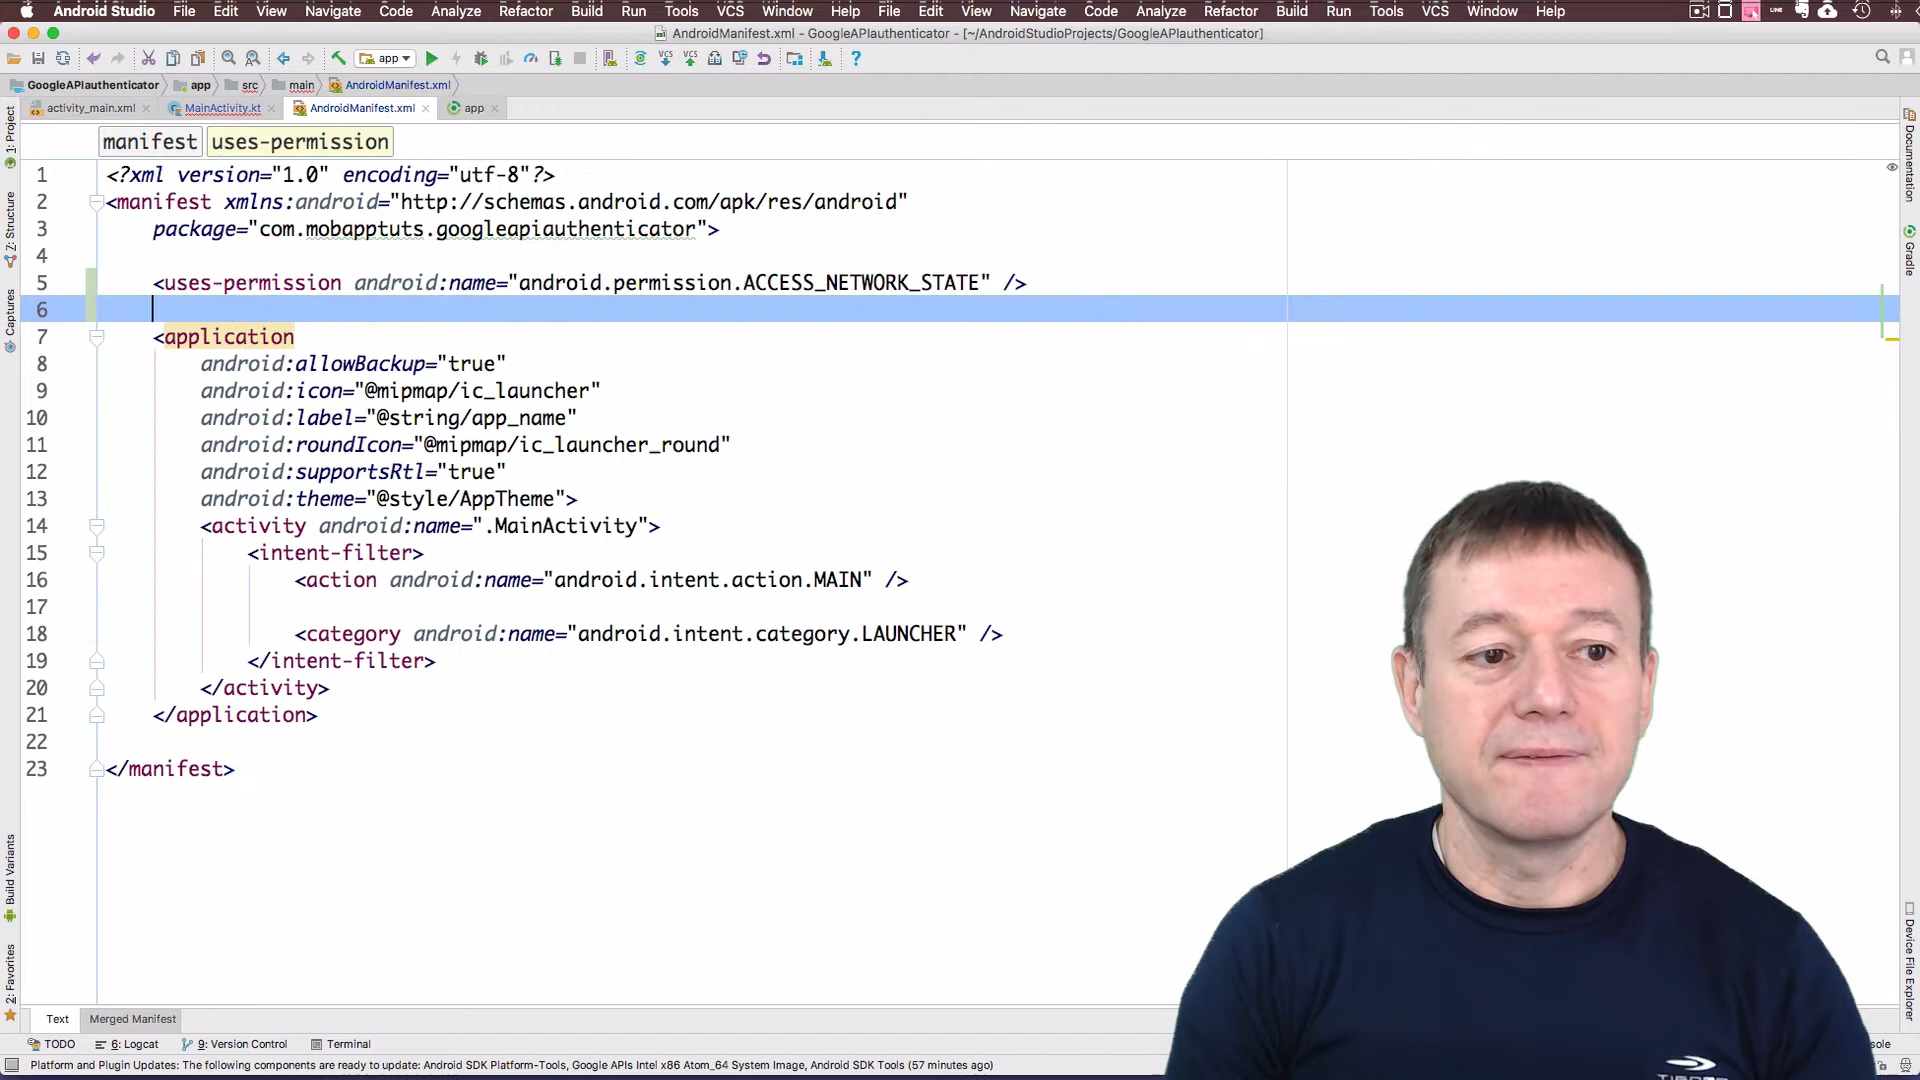 Android Studio File Edit View Navigate Code Analyze Refactor Build Run Tools VCS Window Help File Edit View Navigate Code Analyze Refactor Build Run Tools VCS Window Help
AndroidManifest.xml - GoogleAPIauthenticator - [~/AndroidStudioProjects/GoogleAPIauthenticator]
app
GoogleAPIauthenticator app src main AndroidManifest.xml
activity_main.xml MainActivity.kt AndroidManifest.xml app
manifest uses-permission
1 <?xml version="1.0" encoding="utf-8"?>
2 <manifest xmlns:android="http://schemas.android.com/apk/res/android"
3 package="com.mobapptuts.googleapiauthenticator">
4
5 <uses-permission android:name="android.permission.ACCESS_NETWORK_STATE" />
6
7 <application
8 android:allowBackup="true"
9 android:icon="@mipmap/ic_launcher"
10 android:label="@string/app_name"
11 android:roundIcon="@mipmap/ic_launcher_round"
12 android:supportsRtl="true"
13 android:theme="@style/AppTheme">
14 <activity android:name=".MainActivity">
15 <intent-filter>
16 <action android:name="android.intent.action.MAIN" />
17
18 <category android:name="android.intent.category.LAUNCHER" />
19 </intent-filter>
20 </activity>
21 </application>
22
23 </manifest>
1: Project
7: Structure
Captures
Build Variants
2: Favorites
Documentation
Gradle
Device File Explorer
Text Merged Manifest
TODO 6: Logcat 9: Version Control Terminal
Platform and Plugin Updates: The following components are ready to update: Android SDK Platform-Tools, Google APIs Intel x86 Atom_64 System Image, Android SDK Tools (57 minutes ago)